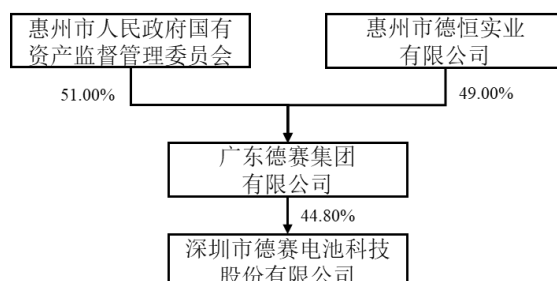 惠州市人民政府国有
资产监督管理委员会
惠州市德恒实业
有限公司
51.00%
49.00%
广东德赛集团
有限公司
44.80%
深圳市德赛电池科技
股份有限公司